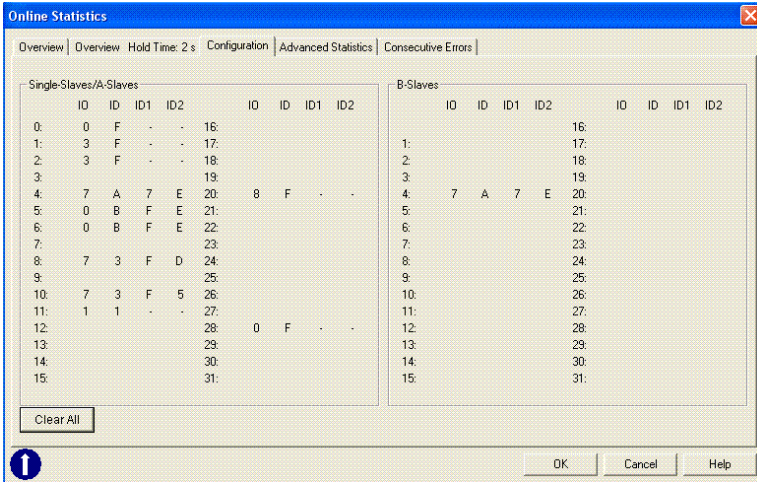 Online Statistics
Overview Overview Hold Time: 2 s Configuration Advanced Statistics Consecutive Errors
Single-Slaves/A-Slaves B-Slaves
IO ID ID1 ID2 IO ID ID1 ID2 IO ID ID1 ID2 IO ID ID1 ID2
0: 0 F - - 16: 16:
1: 3 F - - 17: 1: 17:
2: 3 F - - 18: 2: 18:
3: 19: 3: 19:
4: 7 A 7 E 20: 8 F - - 4: 7 A 7 E 20:
5: 0 B F E 21: 5: 21:
6: 0 B F E 22: 6: 22:
7: 23: 7: 23:
8: 7 3 F D 24: 8: 24:
9: 25: 9: 25:
10: 7 3 F 5 26: 10: 26:
11: 1 1 - - 27: 11: 27:
12: 28: 0 F - - 12: 28:
13: 29: 13: 29:
14: 30: 14: 30:
15: 31: 15: 31:
Clear All
OK Cancel Help